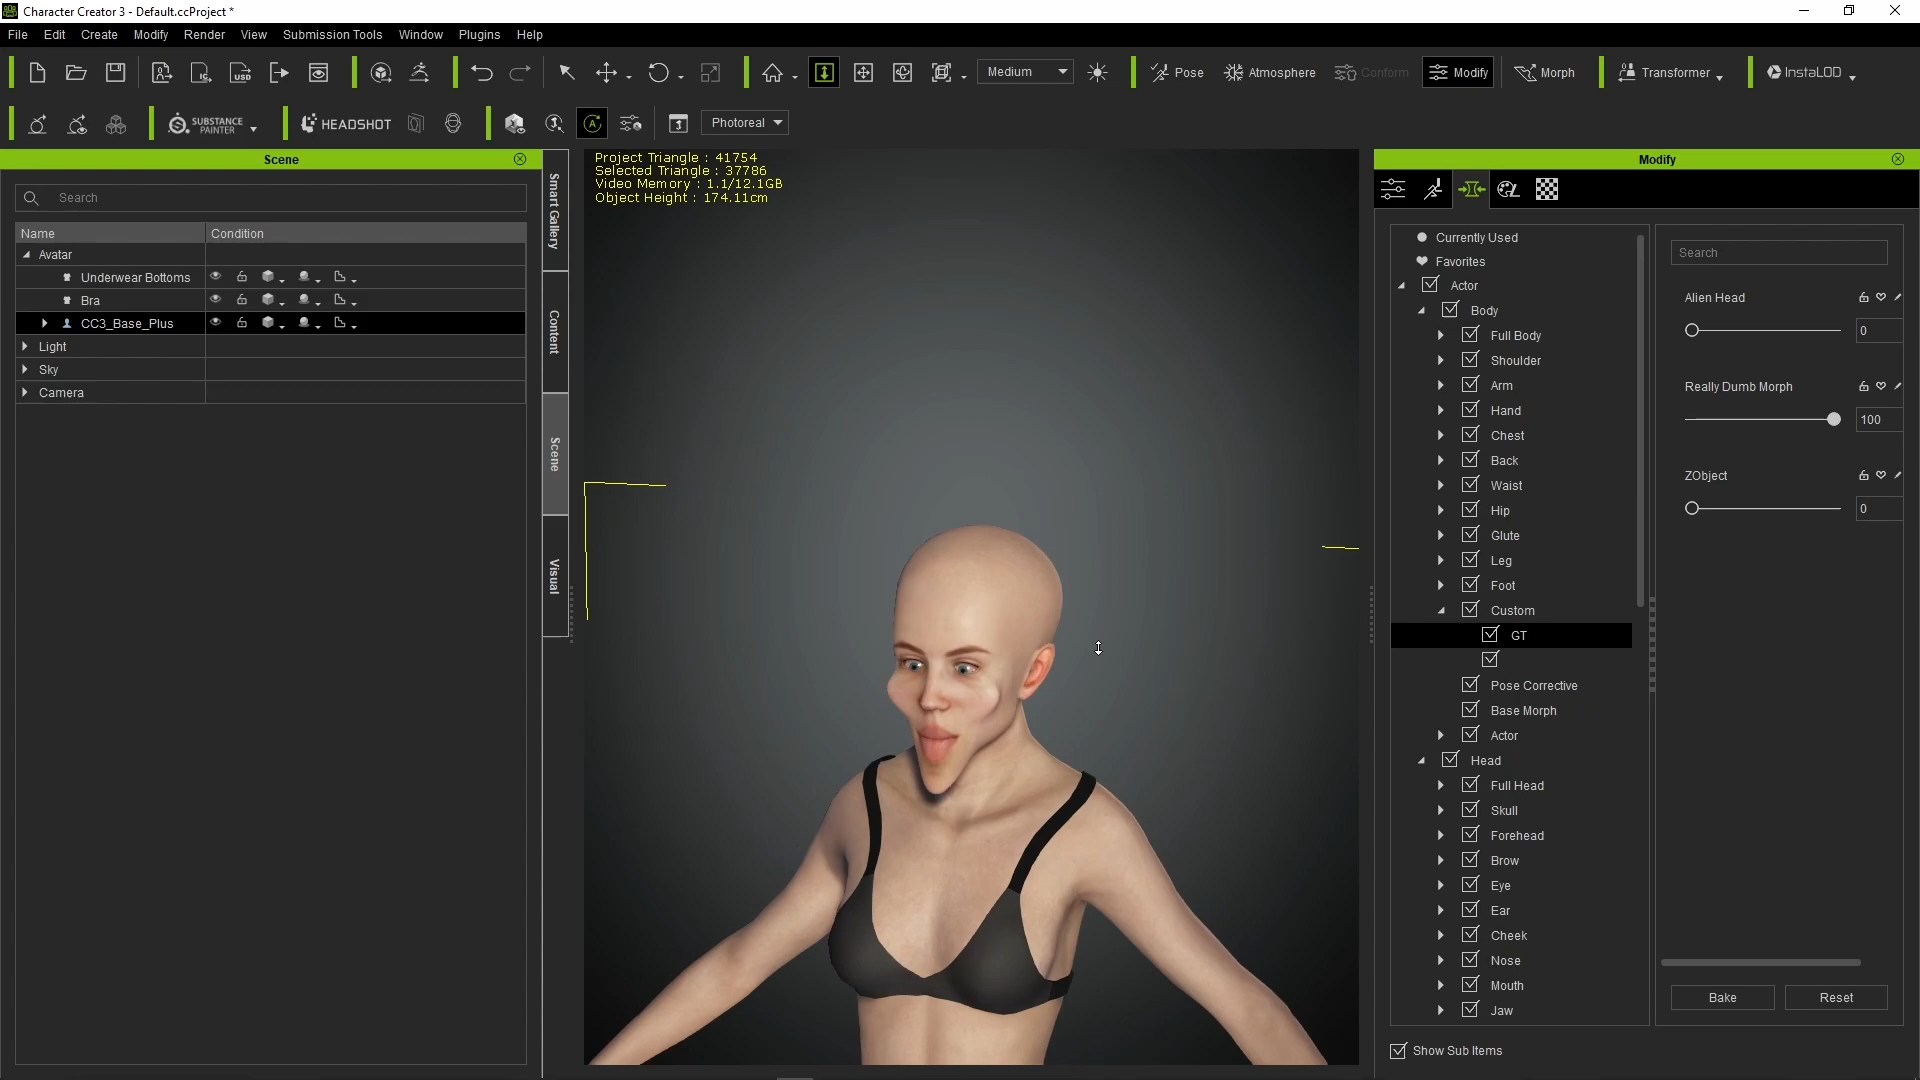 Character Creator 3 - Default.ccProject *
File Edit Create Modify Render View Submission Tools Window Plugins Help
Medium Pose Atmosphere Conform Modify Morph Transformer InstaLOD
SUBSTANCE PAINTER HEADSHOT Photoreal
Scene
Search
Name Condition
Avatar
Underwear Bottoms
Bra
CC3_Base_Plus
Light
Sky
Camera
Smart Gallery
Content
Scene
Visual
Project Triangle : 41754
Selected Triangle : 37786
Video Memory : 1.1/12.1GB
Object Height : 174.11cm
Modify
Currently Used
Favorites
Actor
Body
Full Body
Shoulder
Arm
Hand
Chest
Back
Waist
Hip
Glute
Leg
Foot
Custom
GT
Pose Corrective
Base Morph
Actor
Head
Full Head
Skull
Forehead
Brow
Eye
Ear
Cheek
Nose
Mouth
Jaw
Show Sub Items
Search
Alien Head
0
Really Dumb Morph
100
ZObject
0
Bake Reset